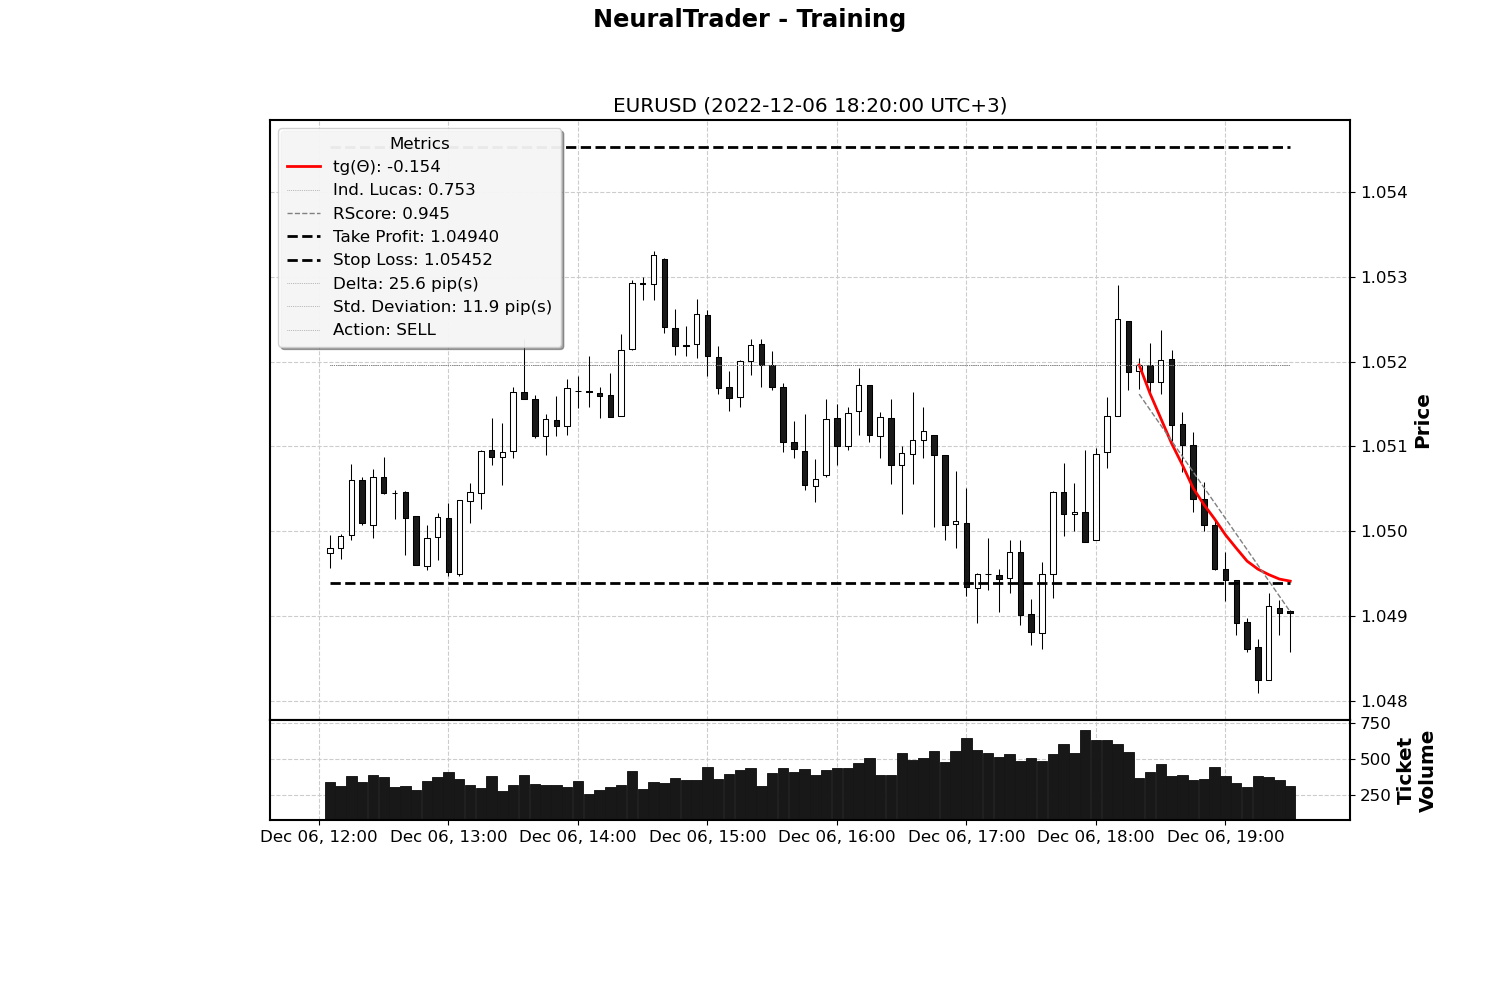 NeuralTrader - Training
EURUSD (2022-12-06 18:20:00 UTC+3)
Metrics
tg(Θ): -0.154
Ind. Lucas: 0.753
RScore: 0.945
Take Profit: 1.04940
Stop Loss: 1.05452
Delta: 25.6 pip(s)
Std. Deviation: 11.9 pip(s)
Action: SELL
1.054
1.053
1.052
1.051
1.050
1.049
1.048
Price
750
500
250
Ticket
Volume
Dec 06, 12:00
Dec 06, 13:00
Dec 06, 14:00
Dec 06, 15:00
Dec 06, 16:00
Dec 06, 17:00
Dec 06, 18:00
Dec 06, 19:00